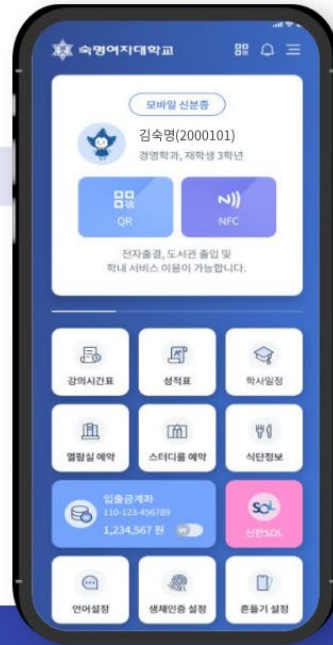 숙명여자대학교
모바일 신분증
김숙명(2000101)
경영학과, 재학생 3학년
QR
NFC
전자출결, 도서관 출입 및
학내 서비스 이용이 가능합니다.
강의시간표
성적표
학사일정
열람실 예약
스터디룸 예약
식단정보
입출금계좌
110-123-456789
1,234,567 원
SOL
신한SOL
언어설정
생체인증 설정
흔들기 설정